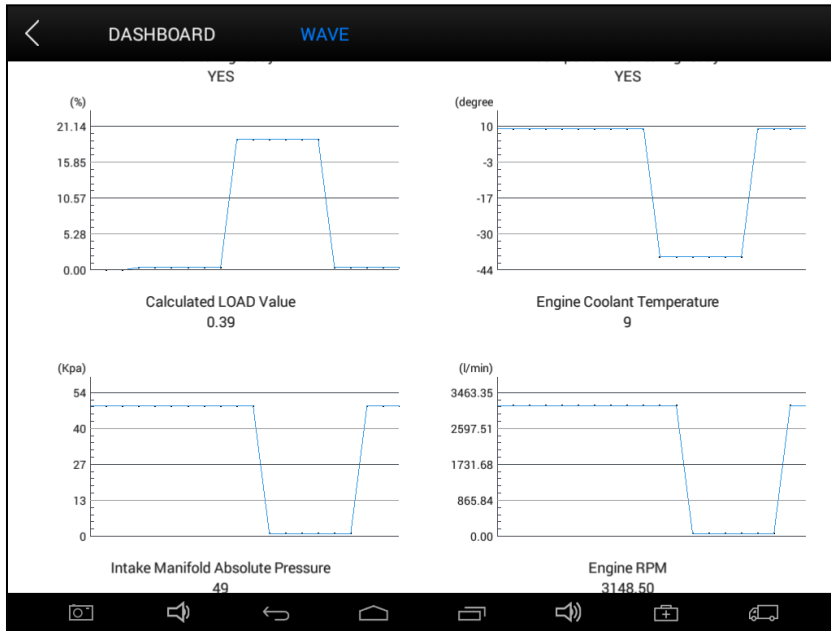 DASHBOARD WAVE
YES YES
(%) (degree
21.14 10
15.85 -3
10.57 -17
5.28 -30
0.00 -44
Calculated LOAD Value Engine Coolant Temperature
0.39 9
(Kpa) (l/min)
54 3463.35
40 2597.51
27 1731.68
13 865.84
0 0.00
Intake Manifold Absolute Pressure Engine RPM
49 3148.50